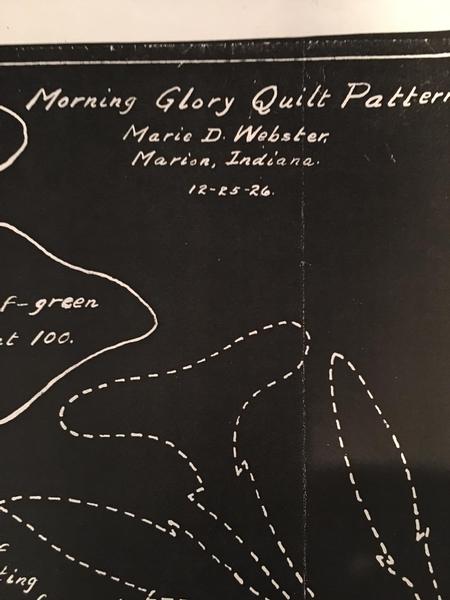 Morning Glory Quilt Pattern
Marie D. Webster,
Marion, Indiana.
12-25-26.
f-green
t 100.
f
ting